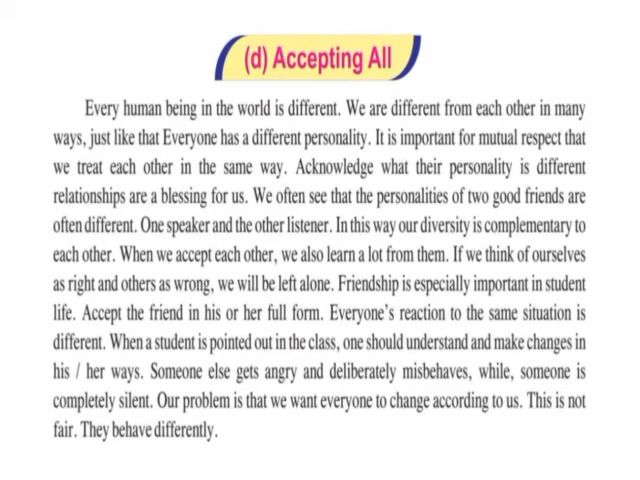 (d) Accepting All
Every human being in the world is different. We are different from each other in many
ways, just like that Everyone has a different personality. It is important for mutual respect that
we treat each other in the same way. Acknowledge what their personality is different
relationships are a blessing for us. We often see that the personalities of two good friends are
often different. One speaker and the other listener. In this way our diversity is complementary to
each other. When we accept each other, we also learn a lot from them. If we think of ourselves
as right and others as wrong, we will be left alone. Friendship is especially important in student
life. Accept the friend in his or her full form. Everyone's reaction to the same situation is
different. When a student is pointed out in the class, one should understand and make changes in
his / her ways. Someone else gets angry and deliberately misbehaves, while, someone is
completely silent. Our problem is that we want everyone to change according to us. This is not
fair. They behave differently.